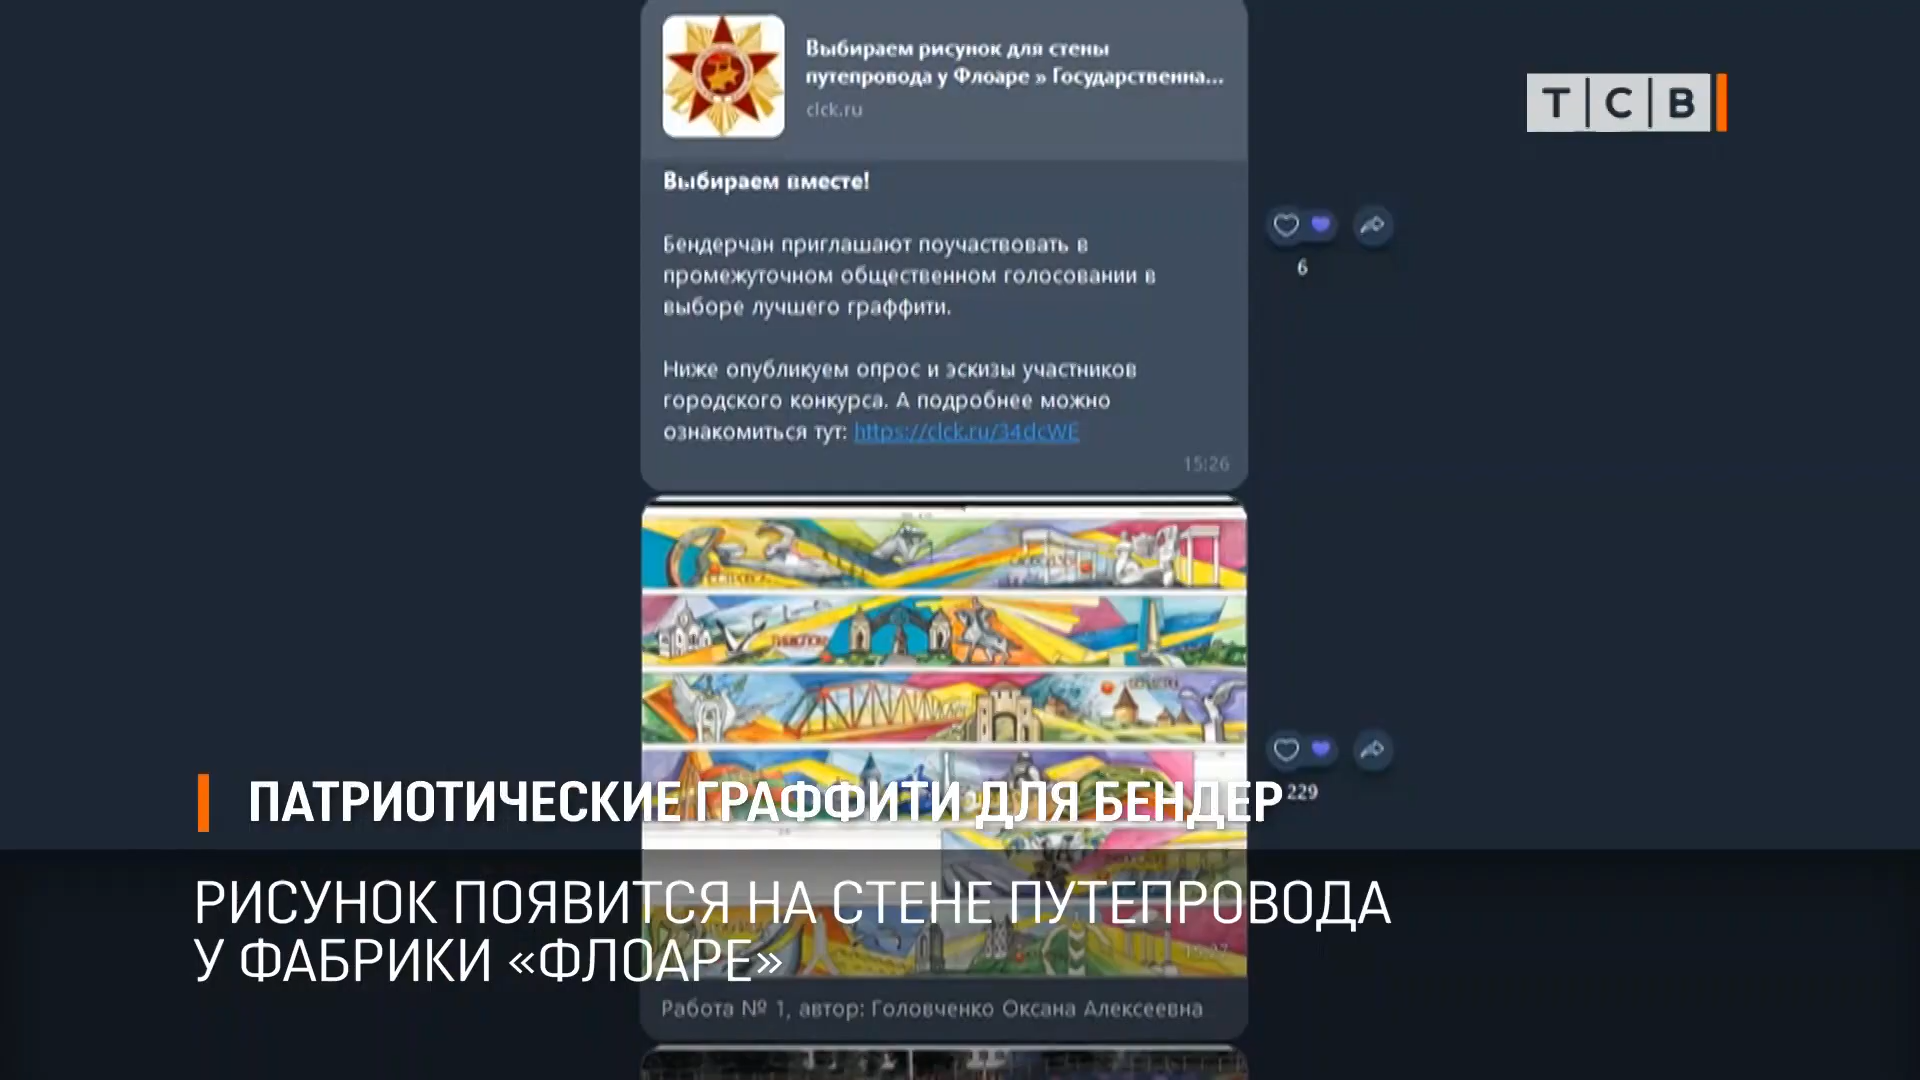 Выбираем рисунок для стены
путепровода у Флоаре » Государственна...
clck.ru
Т|С|В
Выбираем вместе!
Бендерчан приглашают поучаствовать в
промежуточном общественном голосовании в
выборе лучшего граффити.
6
Ниже опубликуем опрос и эскизы участников
городского конкурса. А подробнее можно
ознакомиться тут: https://clck.ru/34dcWE
15:26
229
ПАТРИОТИЧЕСКИЕ ГРАФФИТИ ДЛЯ БЕНДЕР
РИСУНОК ПОЯВИТСЯ НА СТЕНЕ ПУТЕПРОВОДА
У ФАБРИКИ «ФЛОАРЕ»
15:27
Работа № 1, автор: Головченко Оксана Алексеевна